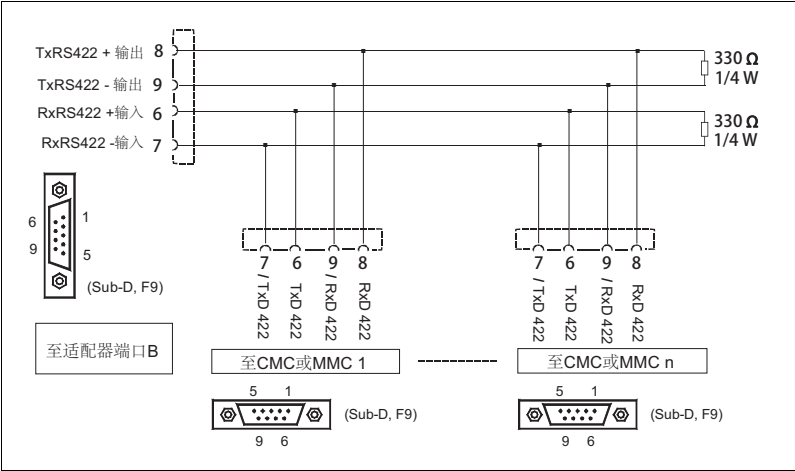 TxRS422 + 输出 8
TxRS422 - 输出 9
RxRS422 +输入 6
RxRS422 -输入 7
330 Ω
1/4 W
330 Ω
1/4 W
6
1
9
5
(Sub-D, F9)
至适配器端口B
7 6 9 8
/ TxD 422
TxD 422
/ RxD 422
RxD 422
至CMC或MMC 1
5 1
(Sub-D, F9)
9 6
7 6 9 8
/ TxD 422
TxD 422
/ RxD 422
RxD 422
至CMC或MMC n
5 1
(Sub-D, F9)
9 6